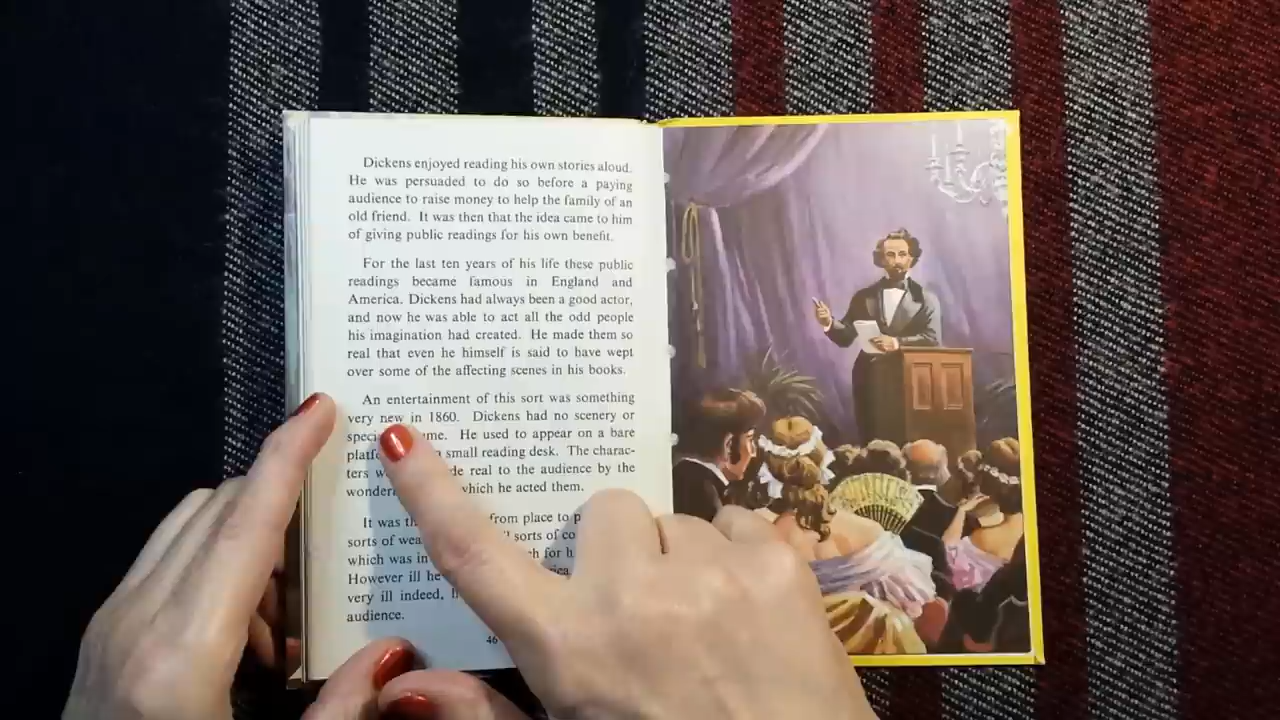 Dickens enjoyed reading his own stories aloud.
He was persuaded to do so before a paying
audience to raise money to help the family of an
old friend. It was then that the idea came to him
of giving public readings for his own benefit.
For the last ten years of his life these public
readings became famous in England and
America. Dickens had always been a good actor,
and now he was able to act all the odd people
his imagination had created. He made them so
real that even he himself is said to have wept
over some of the affecting scenes in his books.
An entertainment of this sort was something
very new in 1860. Dickens had no scenery or
He used to appear on a bare
small reading desk. The charac-
ters real to the audience by the
which he acted them.
It was from place to
sorts of sorts of
which was in for
However ill he
very ill indeed,
audience.
46